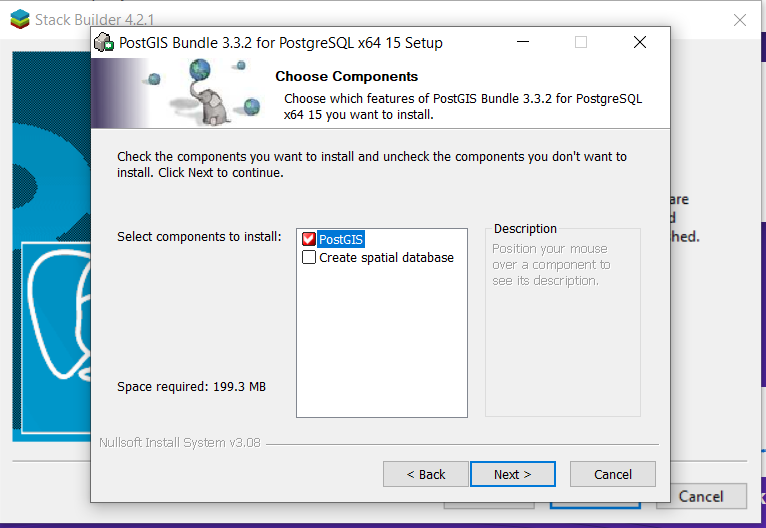 Stack Builder 4.2.1
PostGIS Bundle 3.3.2 for PostgreSQL x64 15 Setup
Choose Components
Choose which features of PostGIS Bundle 3.3.2 for PostgreSQL
x64 15 you want to install.
Check the components you want to install and uncheck the components you don't want to
install. Click Next to continue.
are
d
hed.
Select components to install:
PostGIS
Create spatial database
Description
Position your mouse
over a component to
see its description.
Space required: 199.3 MB
Nullsoft Install System v3.08
< Back
Next >
Cancel
Cancel